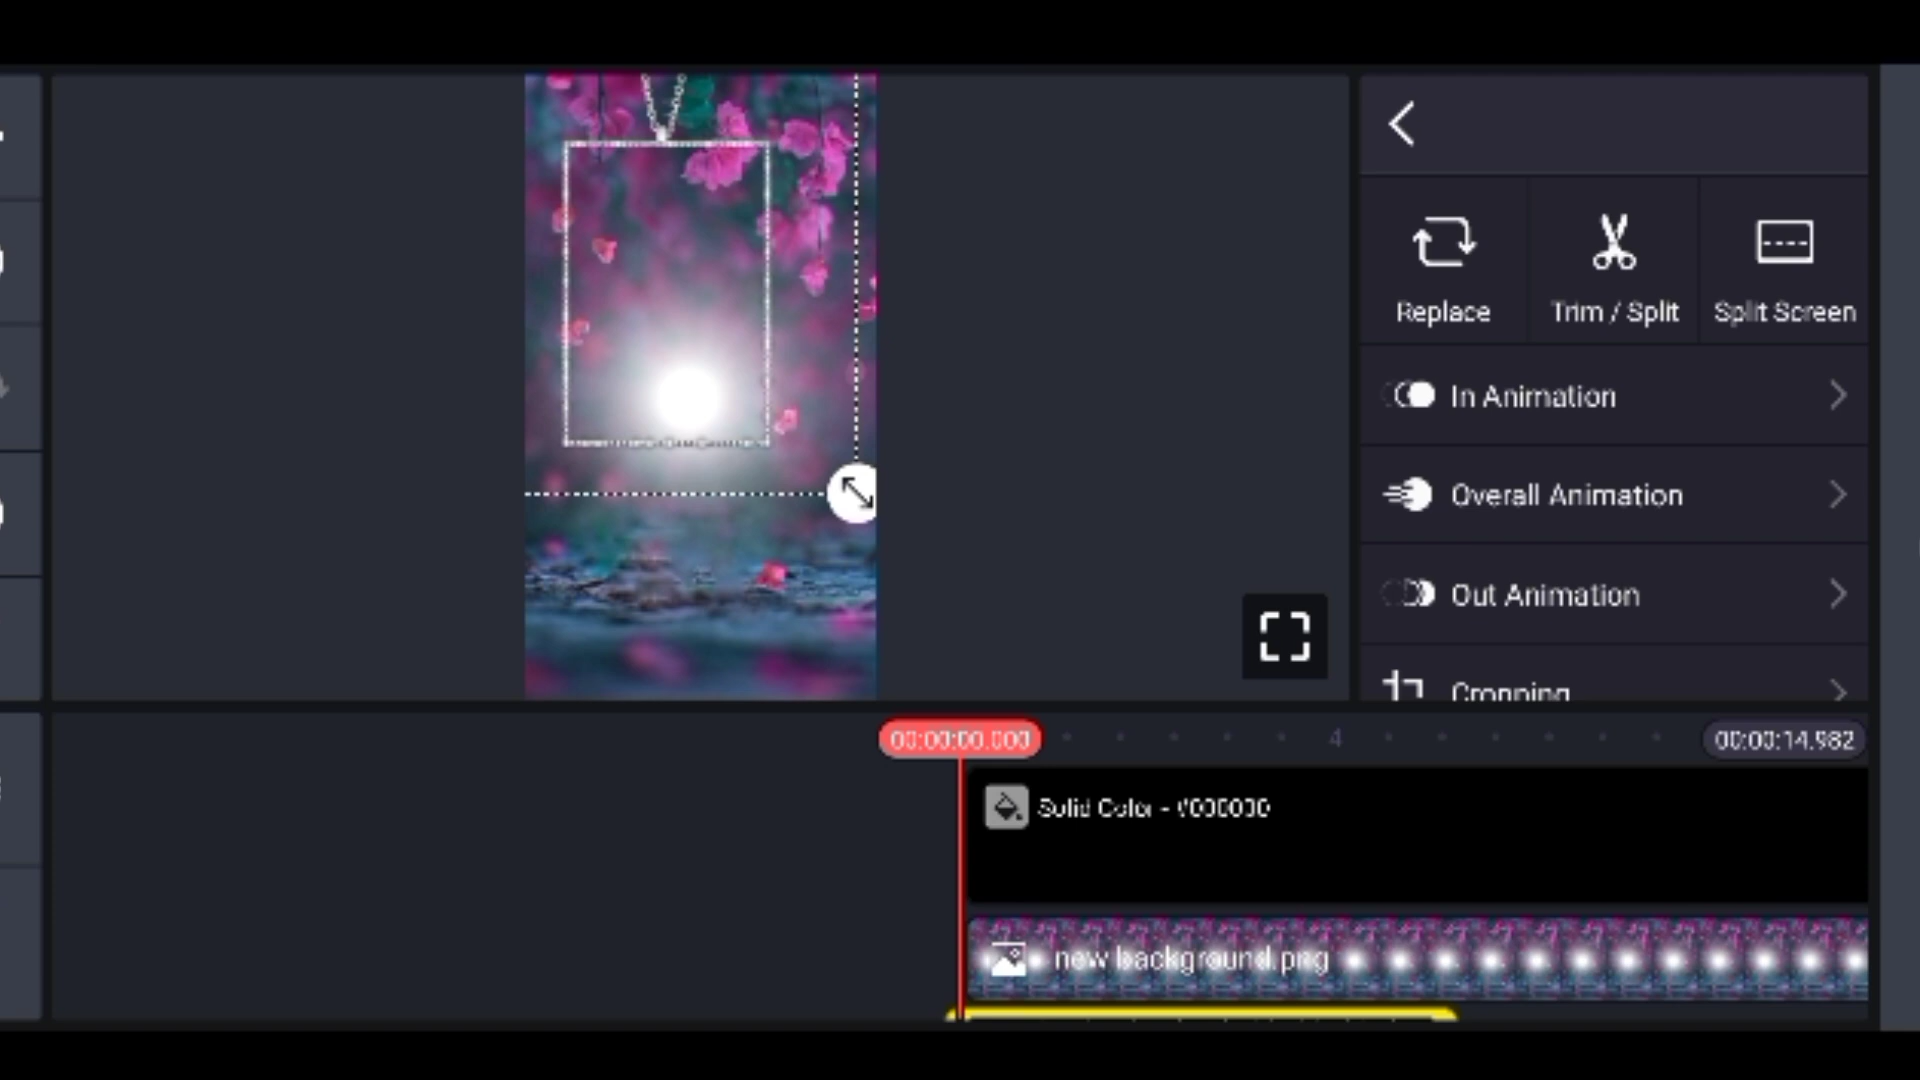 Replace
Trim / Split
Split Screen
In Animation
Overall Animation
Out Animation
Cropping
00:00:00.000
4
00:00:14.982
Solid Color - #000000
new background.png